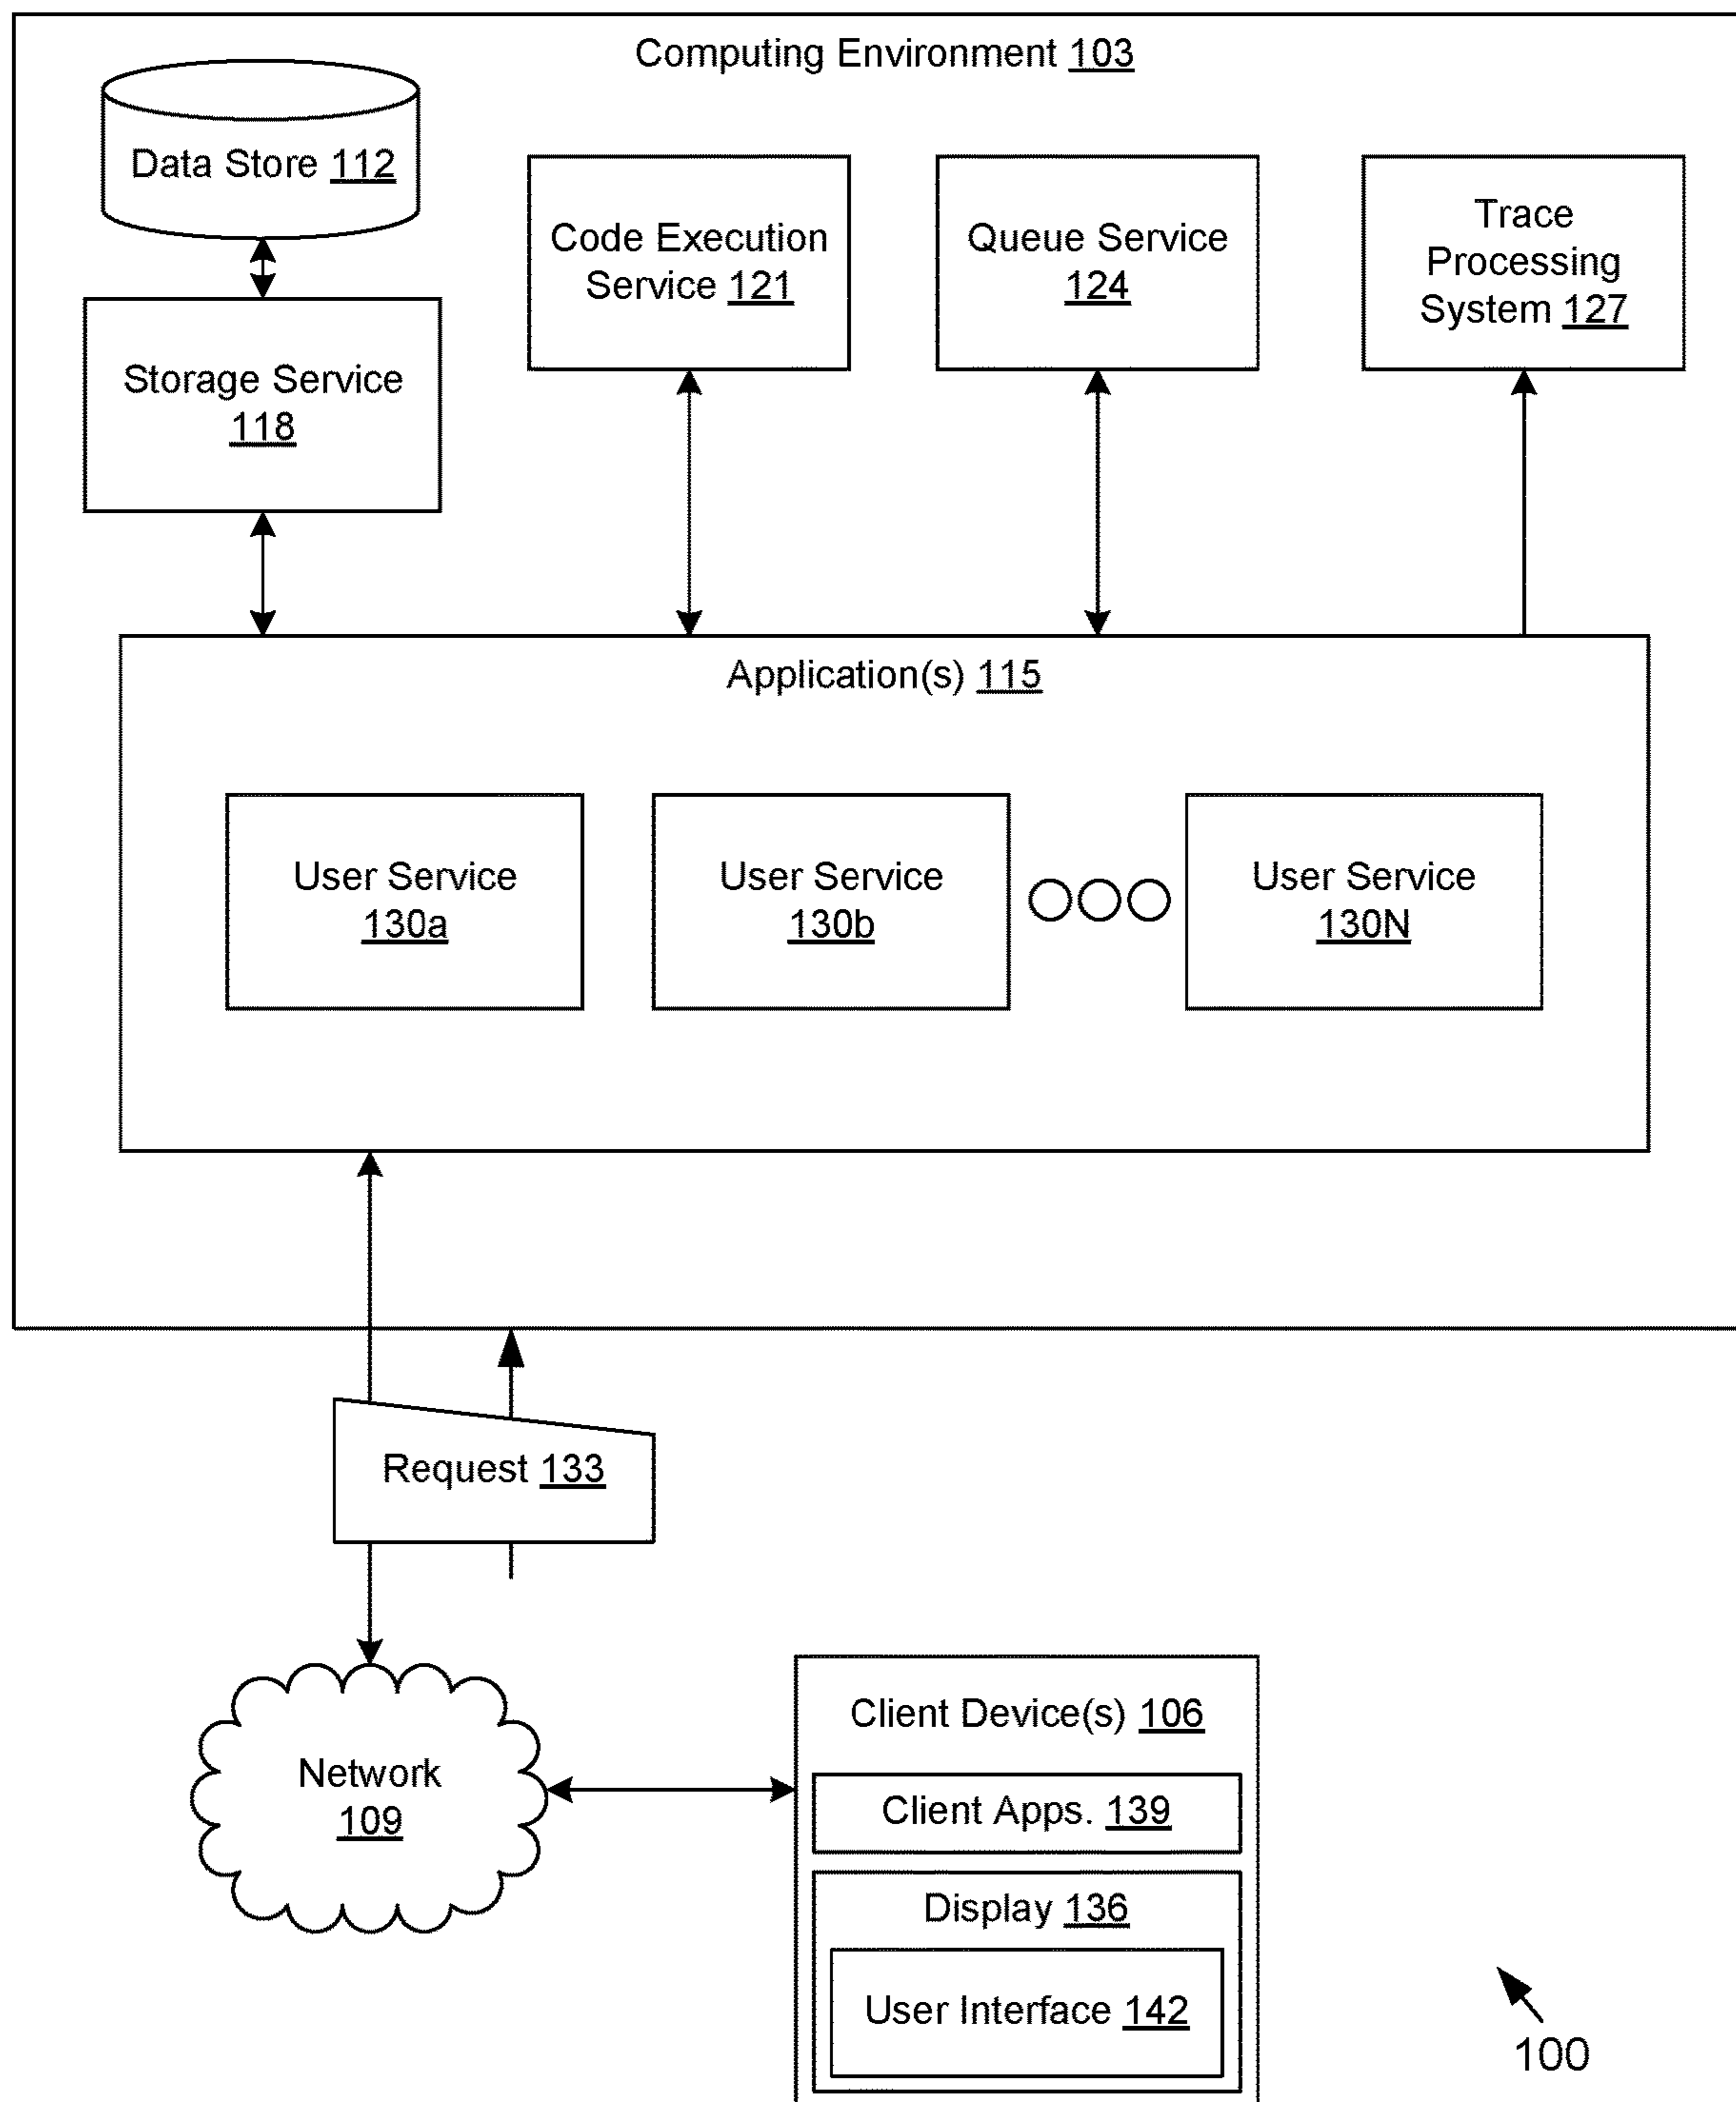 Computing Environment 103
Data Store 112
Code Execution
Service 121
Queue Service
124
Trace
Processing
System 127
Storage Service
118
Application(s) 115
User Service
130a
User Service
130b
User Service
130N
Request 133
Network
109
Client Device(s) 106
Client Apps. 139
Display 136
User Interface 142
100